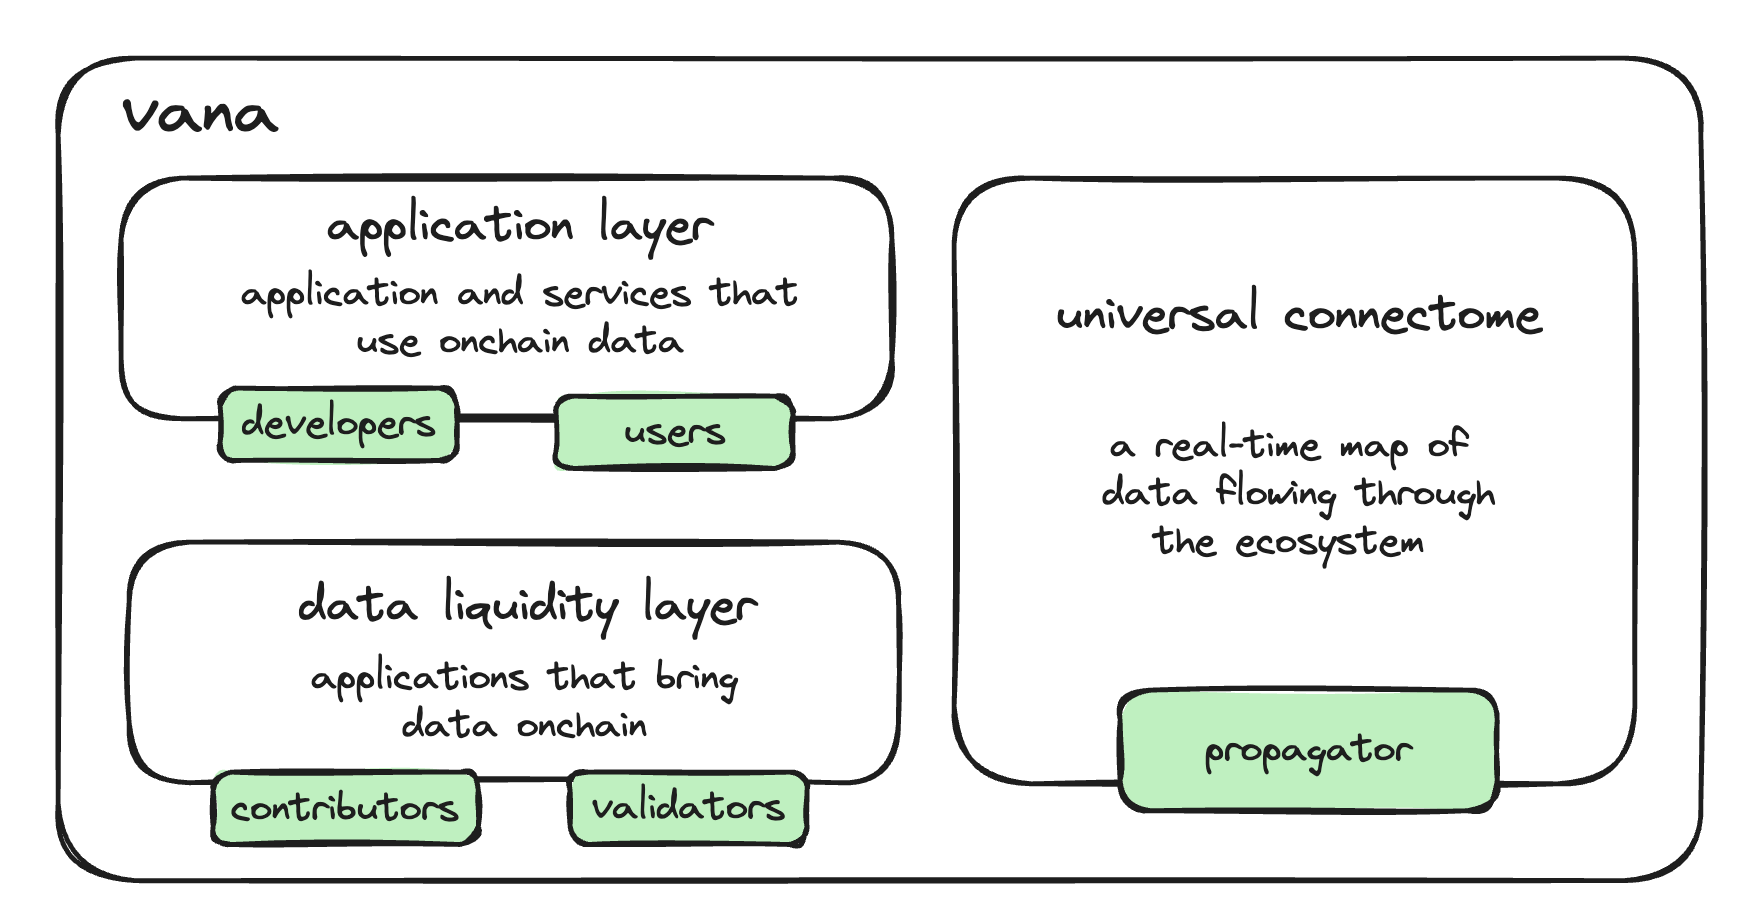 vana
application layer
application and services that
use onchain data
developers
users
data liquidity layer
applications that bring
data onchain
contributors
validators
universal connectome
a real-time map of
data flowing through
the ecosystem
propagator